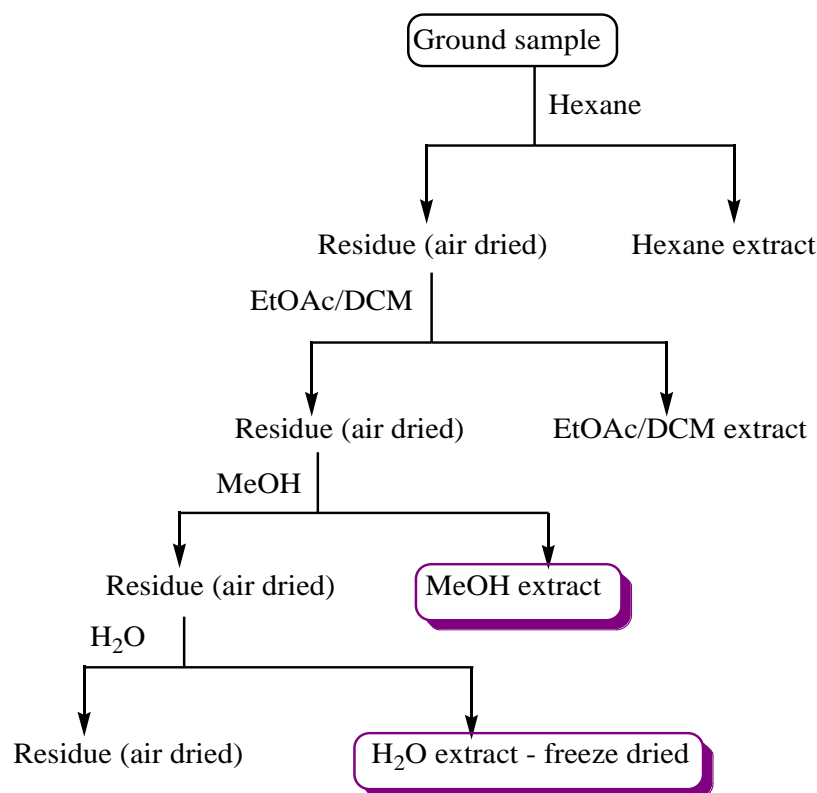 Ground sample
Hexane
Residue (air dried)
Hexane extract
EtOAc/DCM
Residue (air dried)
EtOAc/DCM extract
MeOH
Residue (air dried)
MeOH extract
H₂O
Residue (air dried)
H₂O extract - freeze dried